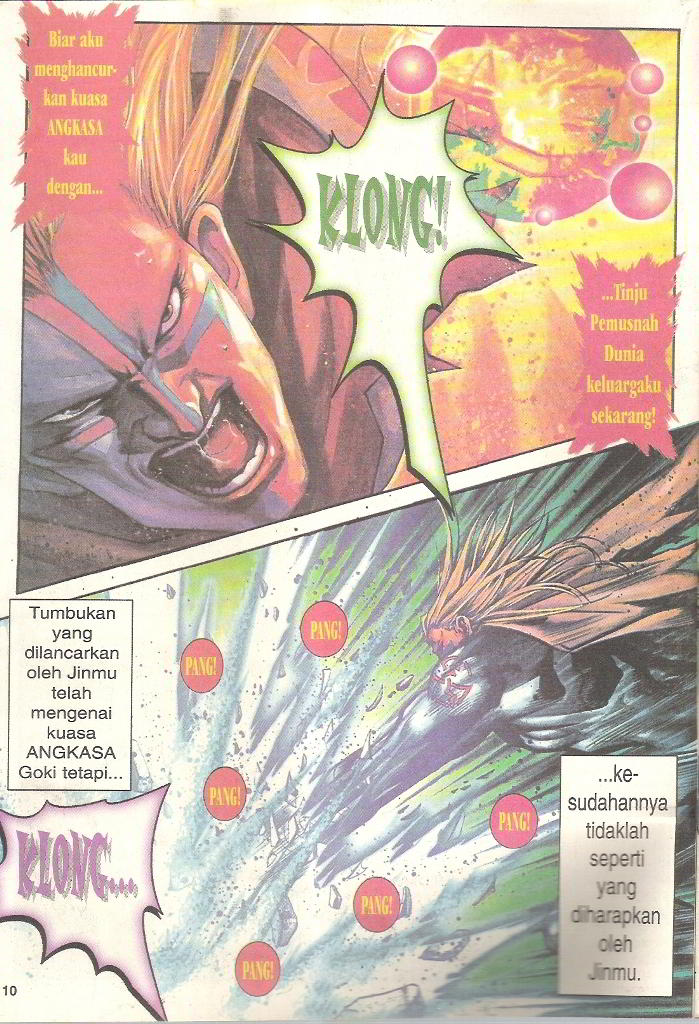 Biar aku
menghancur-
kan kuasa
ANGKASA
kau
dengan...
KLONG!
...Tinju
Pemusnah
Dunia
keluargaku
sekarang!
Tumbukan
yang
dilancarkan
oleh Jinmu
telah
mengenai
kuasa
ANGKASA
Goki tetapi...
PANG!
PANG!
PANG!
PANG!
PANG!
PANG!
KLONG...
...ke-
sudahannya
tidaklah
seperti
yang
diharapkan
oleh
Jinmu.
10